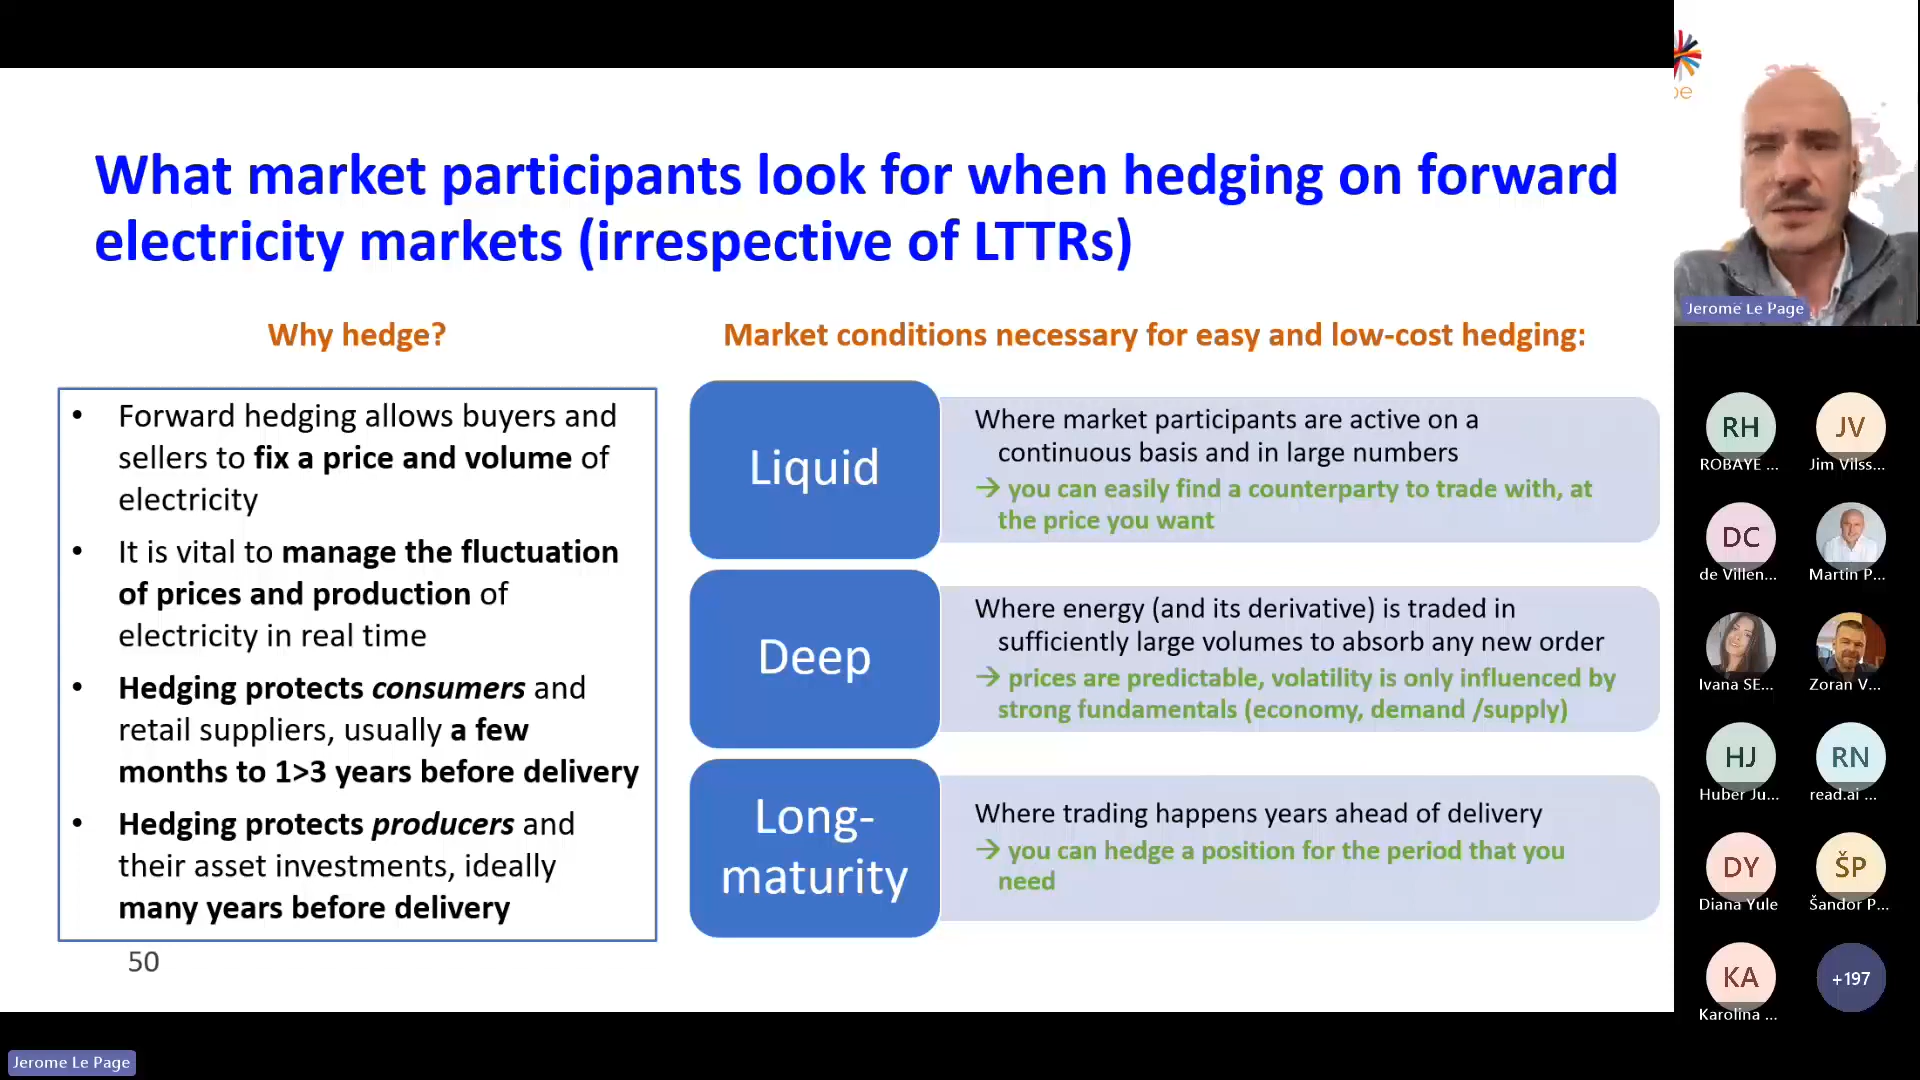 What market participants look for when hedging on forward
electricity markets (irrespective of LTTRs)
Why hedge?
• Forward hedging allows buyers and
sellers to fix a price and volume of
electricity
• It is vital to manage the fluctuation
of prices and production of
electricity in real time
• Hedging protects consumers and
retail suppliers, usually a few
months to 1>3 years before delivery
• Hedging protects producers and
their asset investments, ideally
many years before delivery
50
Market conditions necessary for easy and low-cost hedging:
Liquid
Where market participants are active on a
continuous basis and in large numbers
→ you can easily find a counterparty to trade with, at
the price you want
Deep
Where energy (and its derivative) is traded in
sufficiently large volumes to absorb any new order
→ prices are predictable, volatility is only influenced by
strong fundamentals (economy, demand /supply)
Long-
maturity
Where trading happens years ahead of delivery
→ you can hedge a position for the period that you
need
Jerome Le Page
RH
ROBAYE ...
JV
Jim Vilss...
DC
de Villen...
Martin P...
Ivana SE...
Zoran V...
HJ
Huber Ju...
RN
read.ai ...
DY
Diana Yule
ŠP
Šandor P...
KA
Karolina ...
+197
Jerome Le Page